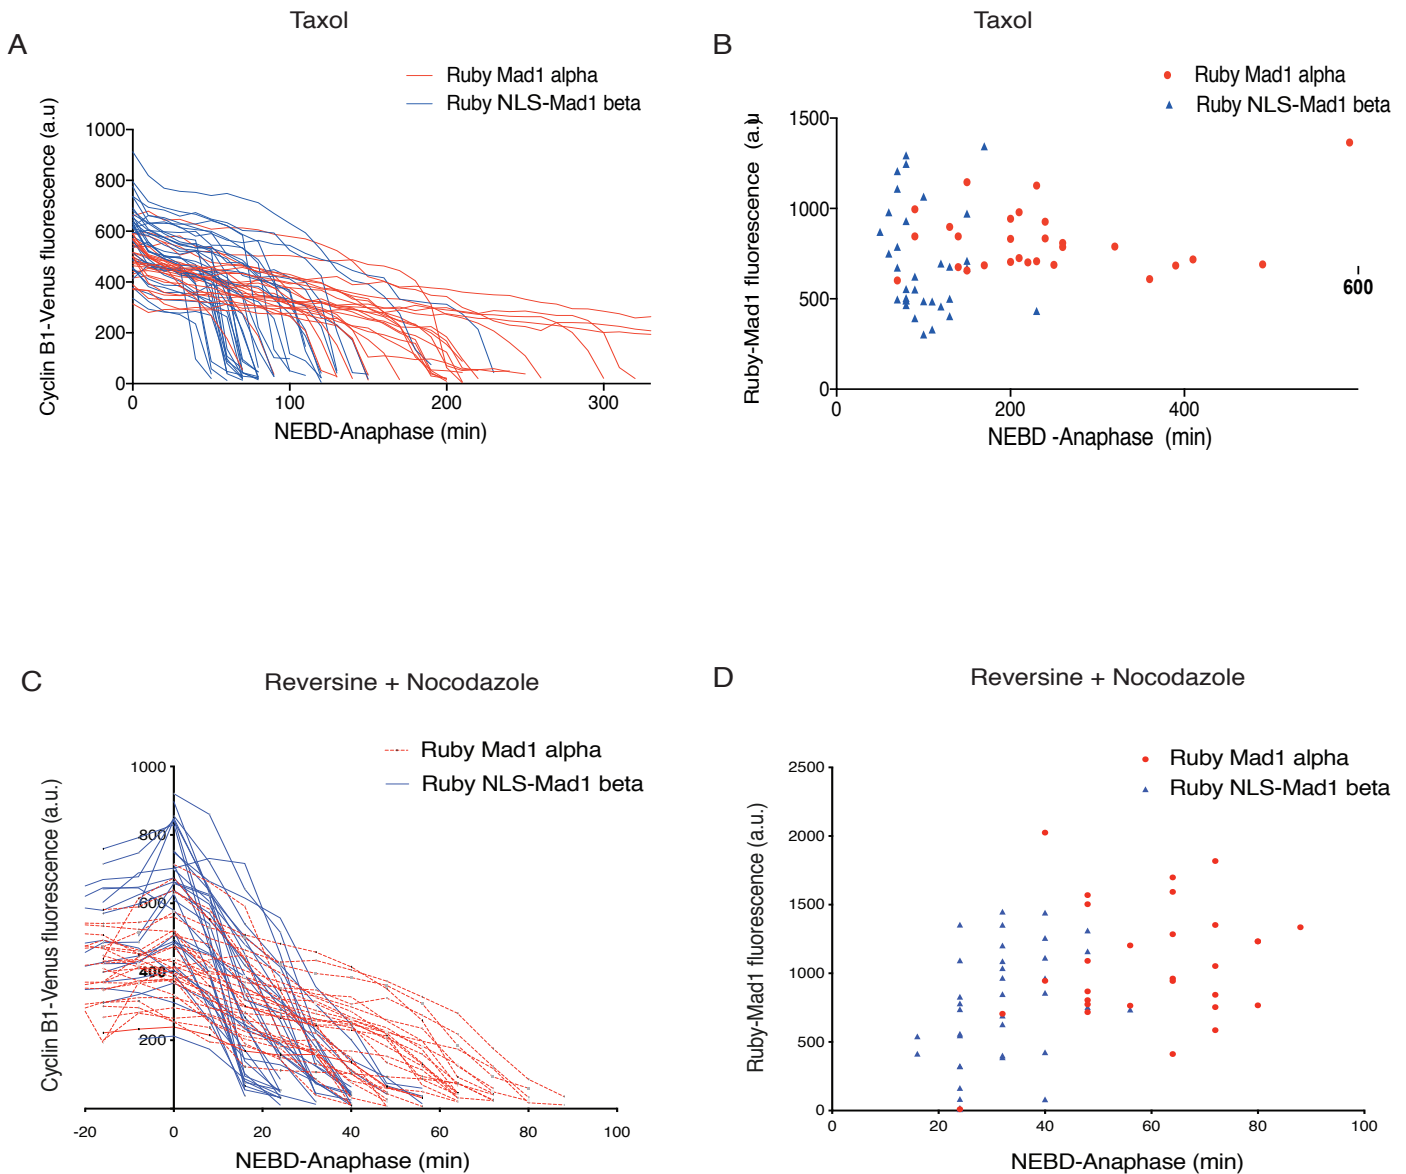 Taxol
A
Ruby Mad1 alpha
Ruby NLS-Mad1 beta
Cyclin B1-Venus fluorescence (a.u)
1000
800
600
400
200
0
0 100 200 300
NEBD-Anaphase (min)
Taxol
B
Ruby Mad1 alpha
Ruby NLS-Mad1 beta
Ruby-Mad1 fluorescence (a.u
1500
1000
500
0
0 200 400
600
NEBD -Anaphase (min)
C
Reversine + Nocodazole
Ruby Mad1 alpha
Ruby NLS-Mad1 beta
Cyclin B1-Venus fluorescence (a.u.)
1000
800
600
400
200
-20 0 20 40 60 80 100
NEBD-Anaphase (min)
D
Reversine + Nocodazole
Ruby Mad1 alpha
Ruby NLS-Mad1 beta
Ruby-Mad1 fluorescence (a.u.)
2500
2000
1500
1000
500
0
0 20 40 60 80 100
NEBD-Anaphase (min)